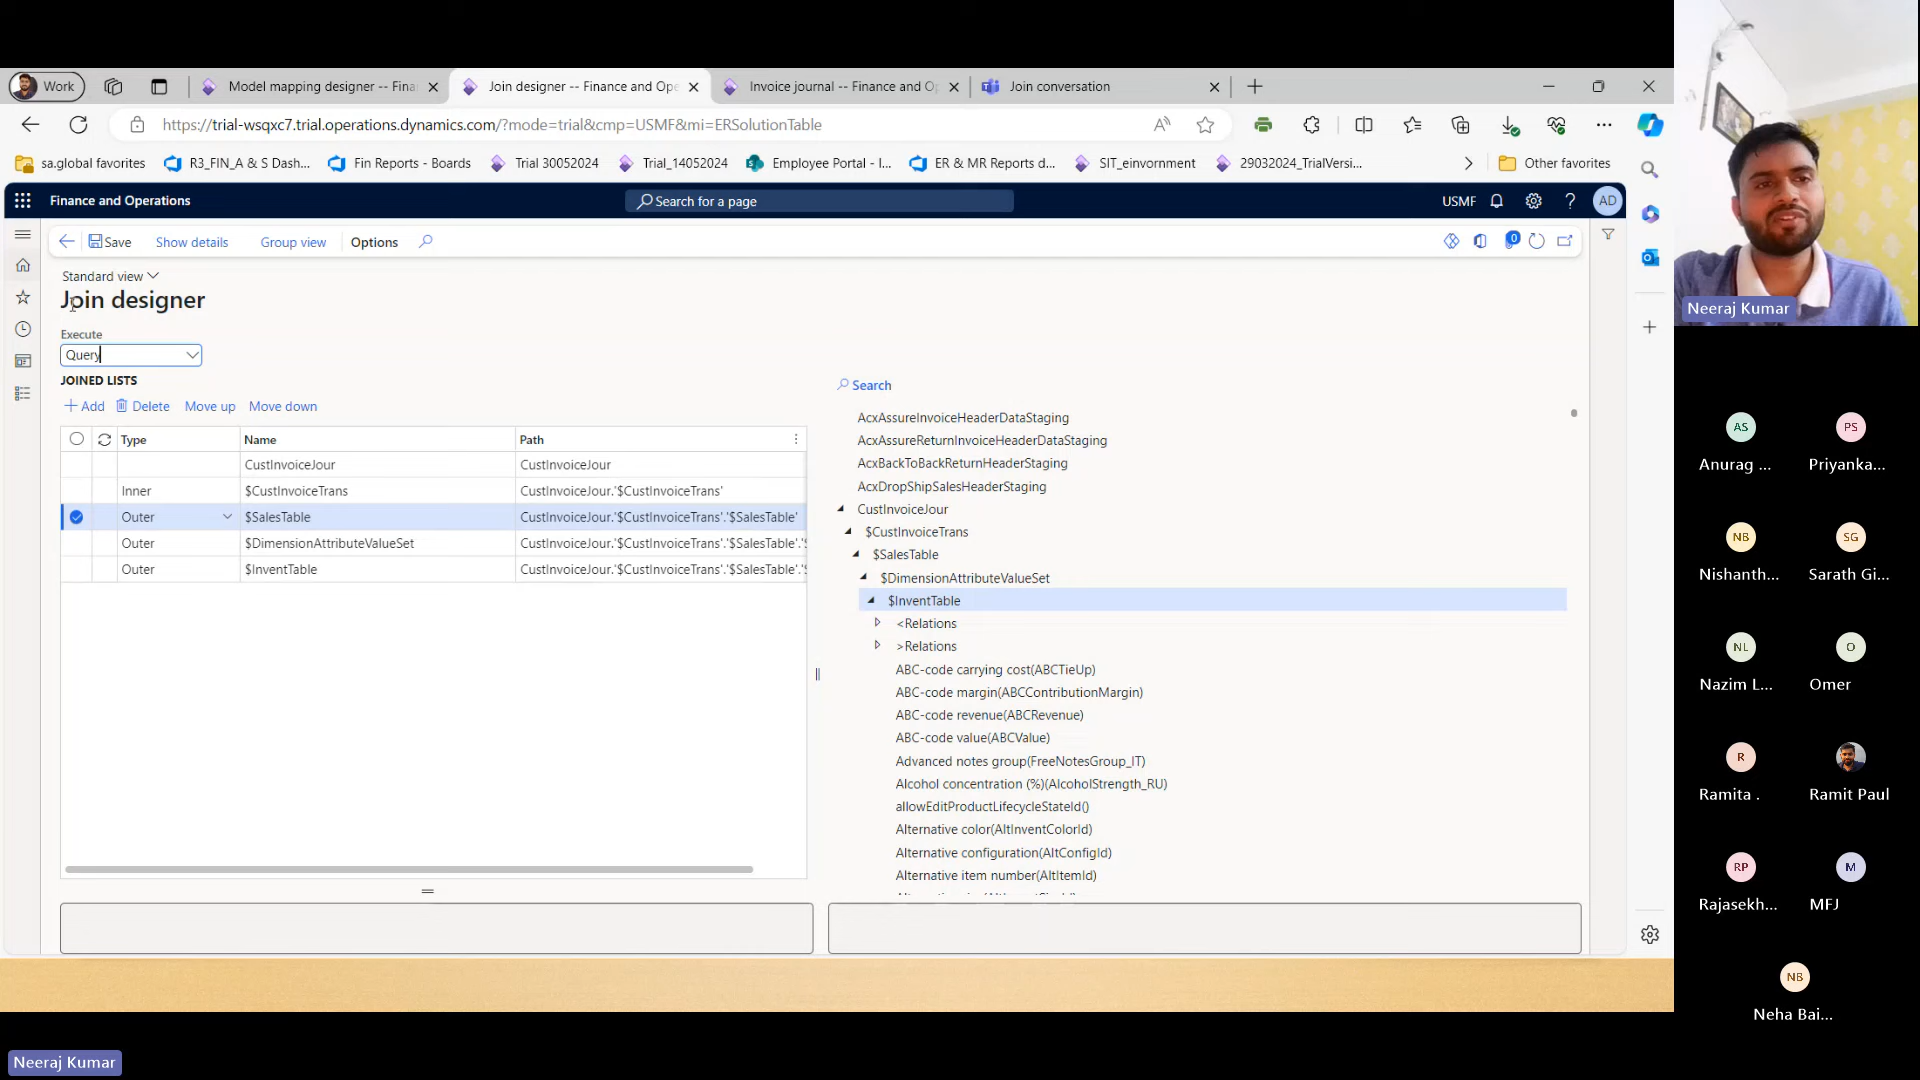 Work
Model mapping designer -- Fina
Join designer -- Finance and Ope
Invoice journal -- Finance and O
Join conversation
https://trial-wsqxc7.trial.operations.dynamics.com/?mode=trial&cmp=USMF&mi=ERSolutionTable
sa.global favorites
R3_FIN_A & S Dash...
Fin Reports - Boards
Trial 30052024
Trial_14052024
Employee Portal - I...
ER & MR Reports d...
SIT_einvornment
29032024_TrialVersi...
Other favorites
Finance and Operations
Search for a page
USMF
AD
Save
Show details
Group view
Options
0
Standard view
Join designer
Execute
Query
JOINED LISTS
Add
Delete
Move up
Move down
Type Name Path
CustInvoiceJour CustInvoiceJour
Inner $CustInvoiceTrans CustInvoiceJour.'$CustInvoiceTrans'
Outer $SalesTable CustInvoiceJour.'$CustInvoiceTrans'.'$SalesTable'
Outer $DimensionAttributeValueSet CustInvoiceJour.'$CustInvoiceTrans'.'$SalesTable'.'$
Outer $InventTable CustInvoiceJour.'$CustInvoiceTrans'.'$SalesTable'.'$
Search
AcxAssureInvoiceHeaderDataStaging
AcxAssureReturnInvoiceHeaderDataStaging
AcxBackToBackReturnHeaderStaging
AcxDropShipSalesHeaderStaging
CustInvoiceJour
$CustInvoiceTrans
$SalesTable
$DimensionAttributeValueSet
$InventTable
<Relations
>Relations
ABC-code carrying cost(ABCTieUp)
ABC-code margin(ABCContributionMargin)
ABC-code revenue(ABCRevenue)
ABC-code value(ABCValue)
Advanced notes group(FreeNotesGroup_IT)
Alcohol concentration (%)(AlcoholStrength_RU)
allowEditProductLifecycleStateId()
Alternative color(AltInventColorId)
Alternative configuration(AltConfigId)
Alternative item number(AltItemId)
Neeraj Kumar
AS
Anurag ...
PS
Priyanka...
NB
Nishanth...
SG
Sarath Gi...
NL
Nazim L...
O
Omer
R
Ramita .
Ramit Paul
RP
Rajasekh...
M
MFJ
NB
Neha Bai...
Neeraj Kumar